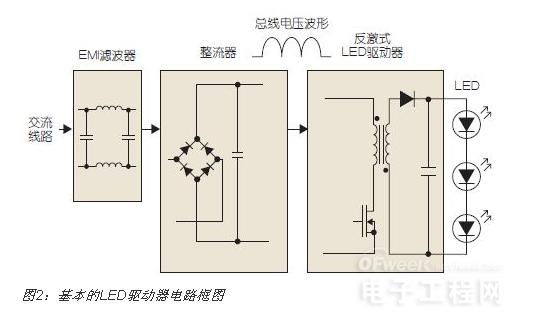 总线电压波形
EMI滤波器
整流器
反激式
LED驱动器
LED
交流
线路
OFweek
电子工程网
图2：基本的LED驱动器电路框图